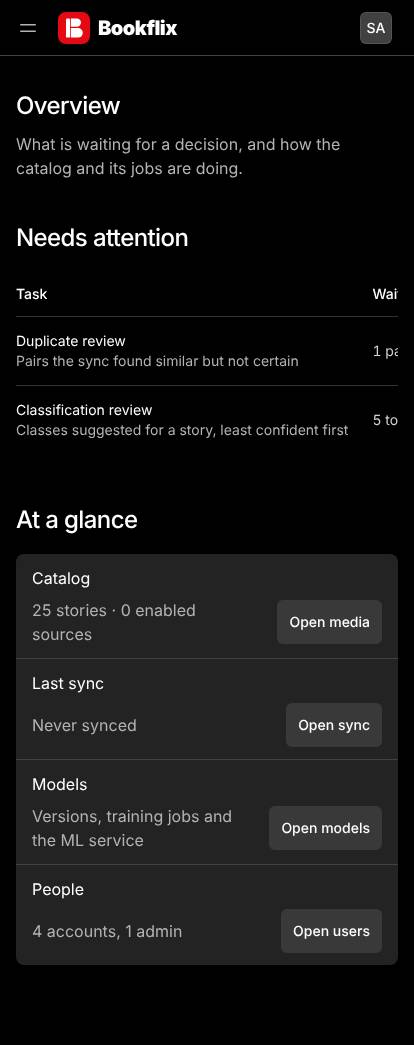 Bookflix
SA
Overview
What is waiting for a decision, and how the
catalog and its jobs are doing.
Needs attention
Task
Duplicate review
Pairs the sync found similar but not certain
1
Classification review
Classes suggested for a story, least confident first
5 to
At a glance
Catalog
25 stories · 0 enabled
sources
Open media
Last sync
Never synced
Open sync
Models
Versions, training jobs and
the ML service
Open models
People
4 accounts, 1 admin
Open users